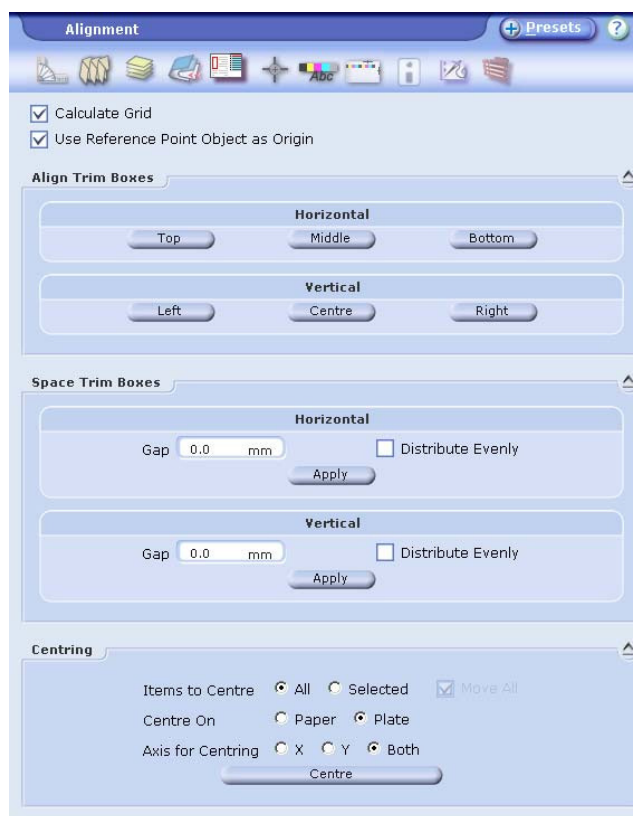 Alignment
Presets
?
Abc
Calculate Grid
Use Reference Point Object as Origin
Align Trim Boxes
Horizontal
Top Middle Bottom
Vertical
Left Centre Right
Space Trim Boxes
Horizontal
Gap 0.0 mm Distribute Evenly
Apply
Vertical
Gap 0.0 mm Distribute Evenly
Apply
Centring
Items to Centre All Selected Move All
Centre On Paper Plate
Axis for Centring X Y Both
Centre